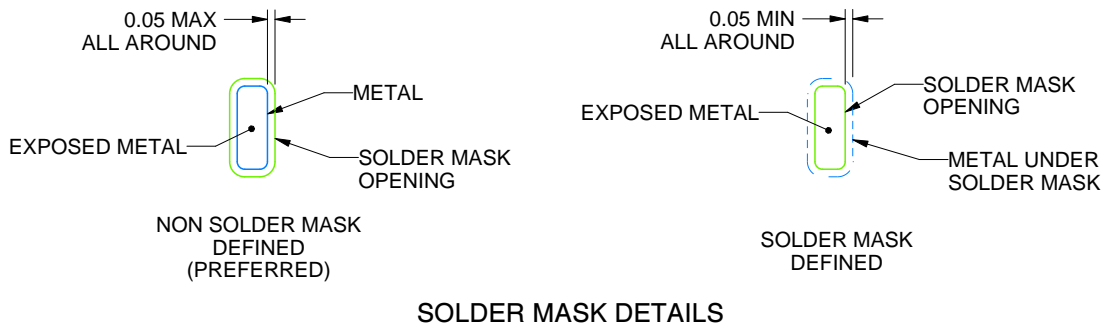 0.05 MAX
ALL AROUND
METAL
EXPOSED METAL
SOLDER MASK
OPENING
NON SOLDER MASK
DEFINED
(PREFERRED)
0.05 MIN
ALL AROUND
SOLDER MASK
OPENING
EXPOSED METAL
METAL UNDER
SOLDER MASK
SOLDER MASK
DEFINED
SOLDER MASK DETAILS